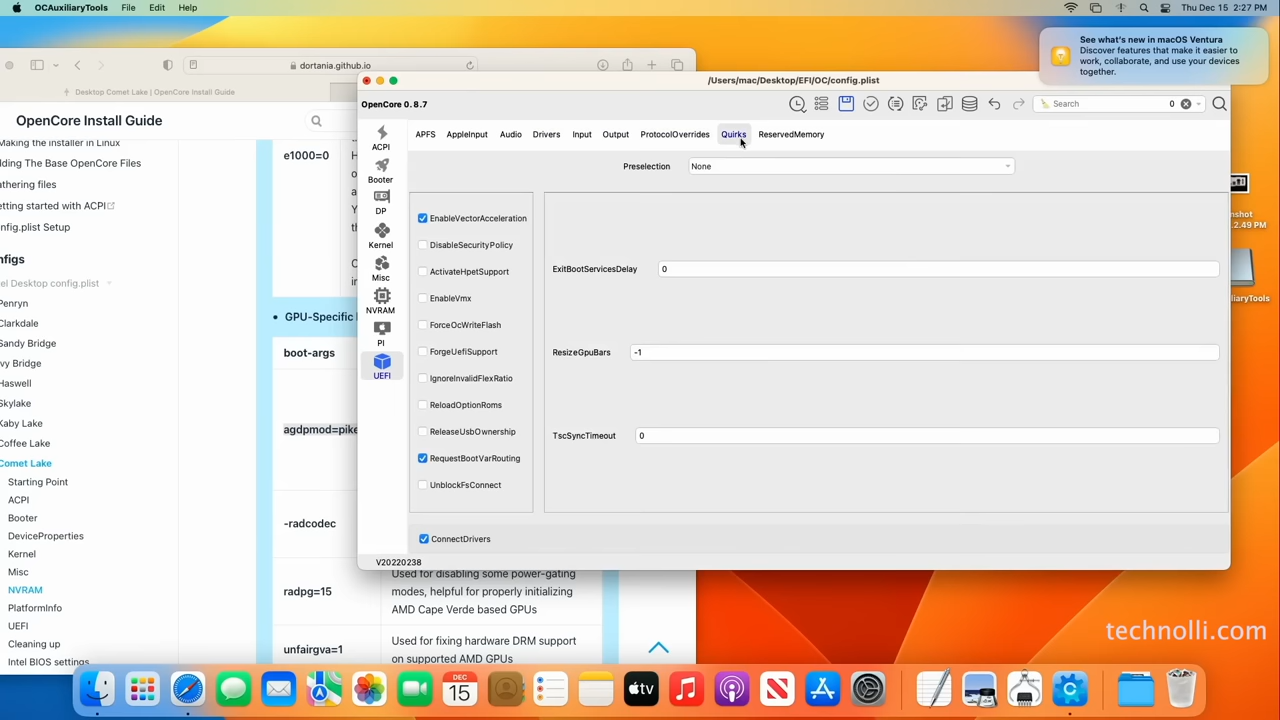 OCAuxiliaryTools File Edit Help
Thu Dec 15 2:27 PM
See what's new in macOS Ventura
Discover features that make it easier to
work, collaborate, and use your devices
together.
dortania.github.io
Desktop Comet Lake | OpenCore Install Guide
OpenCore Install Guide
Making the installer in Linux
lding The Base OpenCore Files
athering files
etting started with ACPI
nfig.plist Setup
nfigs
el Desktop config.plist
Penryn
Clarkdale
Sandy Bridge
vy Bridge
Haswell
Skylake
Kaby Lake
Coffee Lake
Comet Lake
Starting Point
ACPI
Booter
DeviceProperties
Kernel
Misc
NVRAM
PlatformInfo
UEFI
Cleaning up
Intel BIOS settings
e1000=0
GPU-Specific
boot-args
agdpmod=pike
-radcodec
radpg=15
Used for disabling some power-gating
modes, helpful for properly initializing
AMD Cape Verde based GPUs
unfairgva=1
Used for fixing hardware DRM support
on supported AMD GPUs
/Users/mac/Desktop/EFI/OC/config.plist
OpenCore 0.8.7
Search 0
ACPI
Booter
DP
Kernel
Misc
NVRAM
PI
UEFI
APFS AppleInput Audio Drivers Input Output ProtocolOverrides Quirks ReservedMemory
Preselection None
EnableVectorAcceleration
DisableSecurityPolicy
ActivateHpetSupport
EnableVmx
ForceOcWriteFlash
ForgeUefiSupport
IgnoreInvalidFlexRatio
ReloadOptionRoms
ReleaseUsbOwnership
RequestBootVarRouting
UnblockFsConnect
ExitBootServicesDelay 0
ResizeGpuBars -1
TscSyncTimeout 0
ConnectDrivers
V20220238
nshot
.2.49 PM
iliaryTools
technolli.com
DEC
15
tv